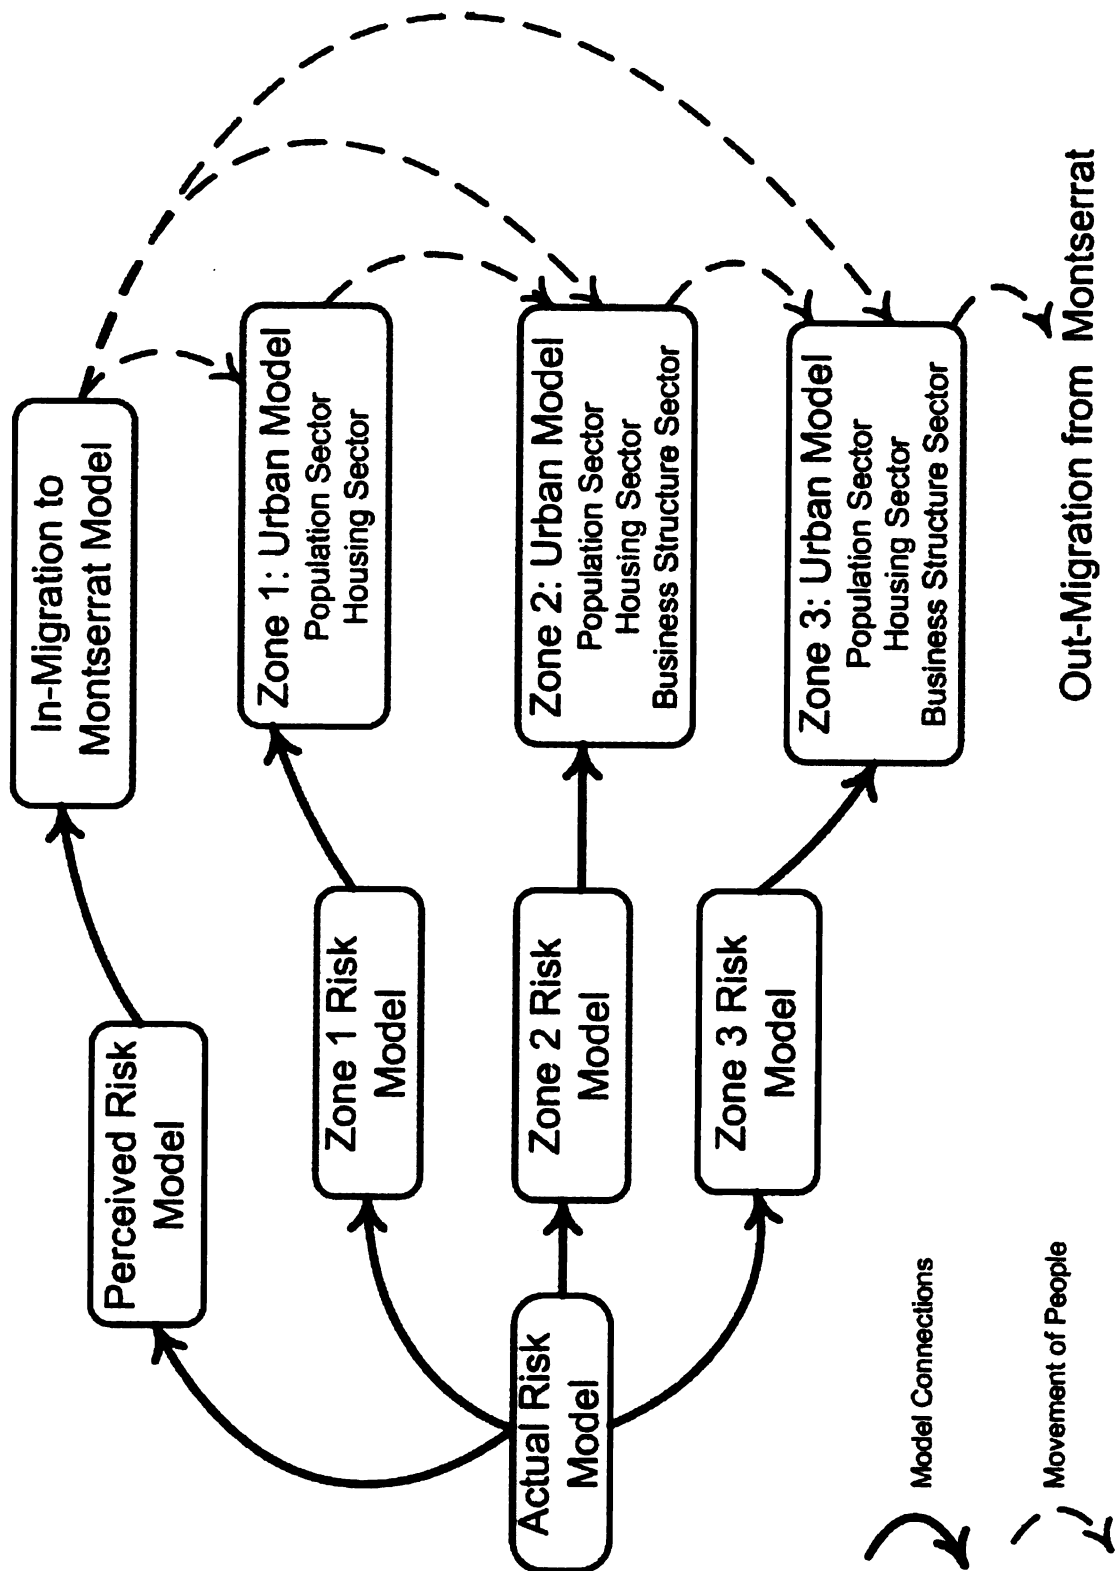 In-Migration to
Montserrat Model
Perceived Risk
Model
Zone 1: Urban Model
Population Sector
Housing Sector
Zone 1 Risk
Model
Actual Risk
Model
Zone 2 Risk
Model
Zone 2: Urban Model
Population Sector
Housing Sector
Business Structure Sector
Zone 3 Risk
Model
Zone 3: Urban Model
Population Sector
Housing Sector
Business Structure Sector
Model Connections
Movement of People
Out-Migration from Montserrat